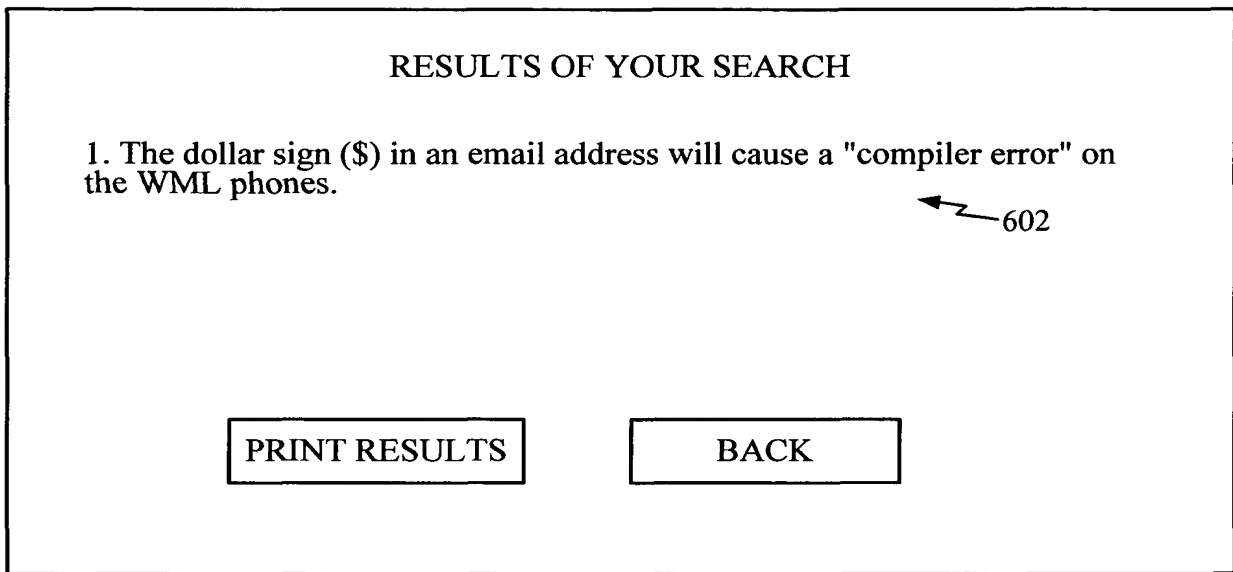 RESULTS OF YOUR SEARCH
1. The dollar sign ($) in an email address will cause a "compiler error" on
the WML phones.
602
PRINT RESULTS
BACK